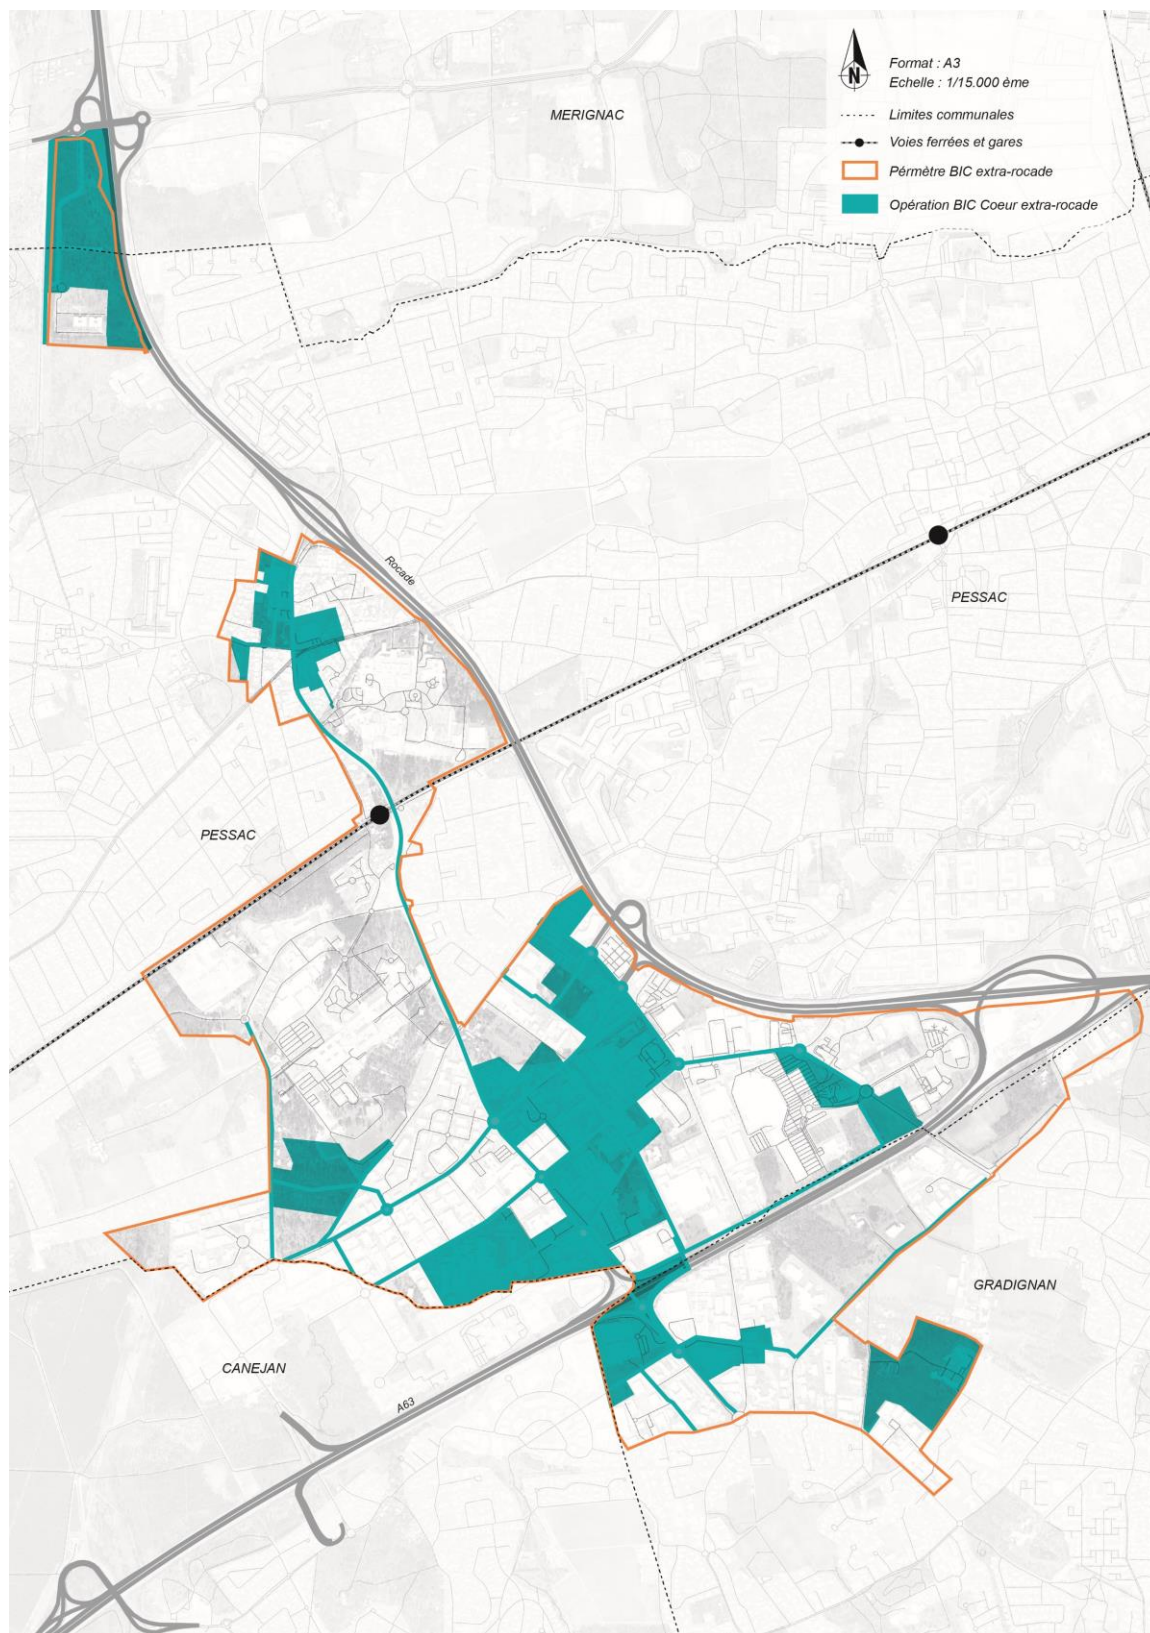 N
Format : A3
Echelle : 1/15.000 ème
Limites communales
Voies ferrées et gares
Pérmètre BIC extra-rocade
Opération BIC Coeur extra-rocade
MERIGNAC
Rocade
PESSAC
PESSAC
GRADIGNAN
CANEJAN
A63